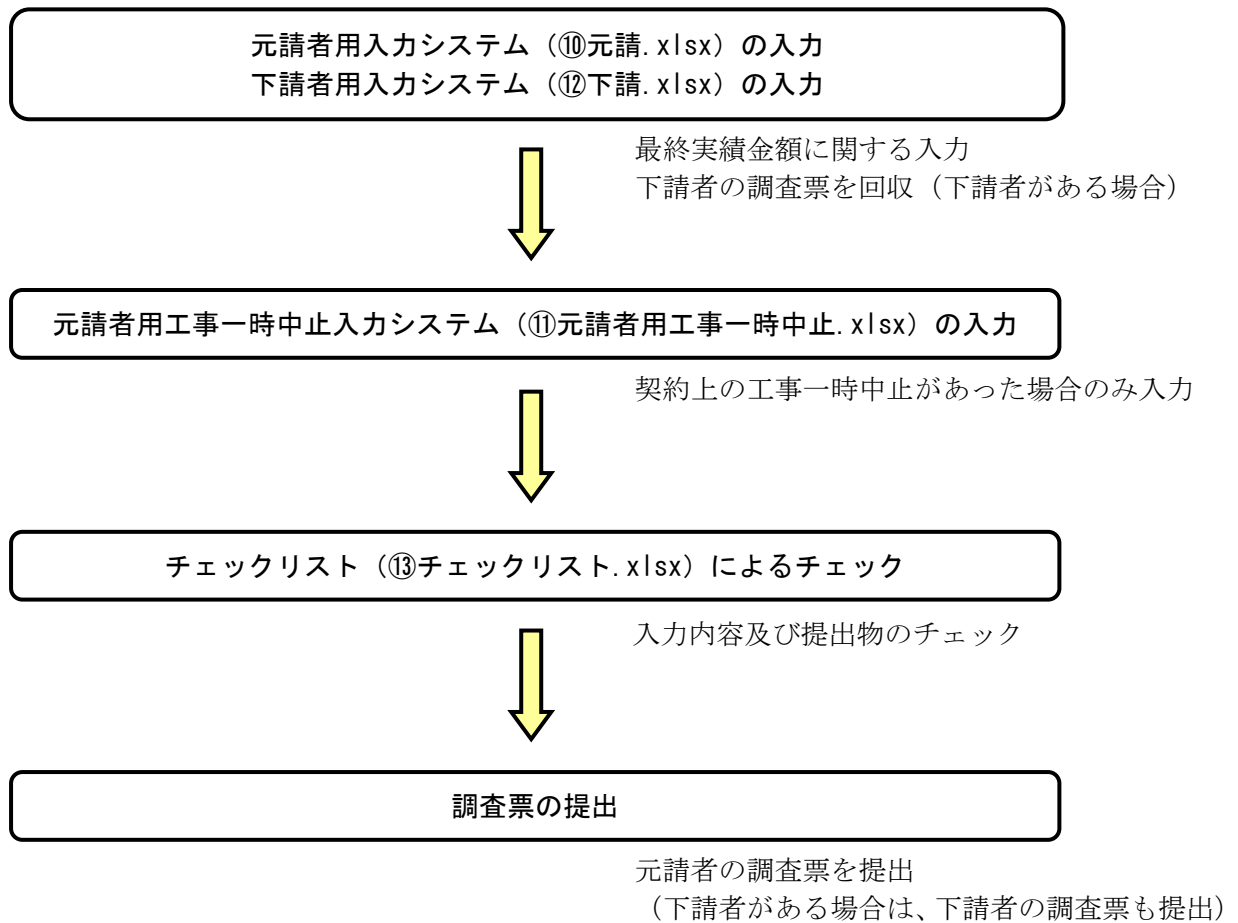 元請者用入力システム（⑩元請.xlsx）の入力
下請者用入力システム（⑫下請.xlsx）の入力
最終実績金額に関する入力
下請者の調査票を回収（下請者がある場合）
元請者用工事一時中止入力システム（⑪元請者用工事一時中止.xlsx）の入力
契約上の工事一時中止があった場合のみ入力
チェックリスト（⑬チェックリスト.xlsx）によるチェック
入力内容及び提出物のチェック
調査票の提出
元請者の調査票を提出
（下請者がある場合は、下請者の調査票も提出）